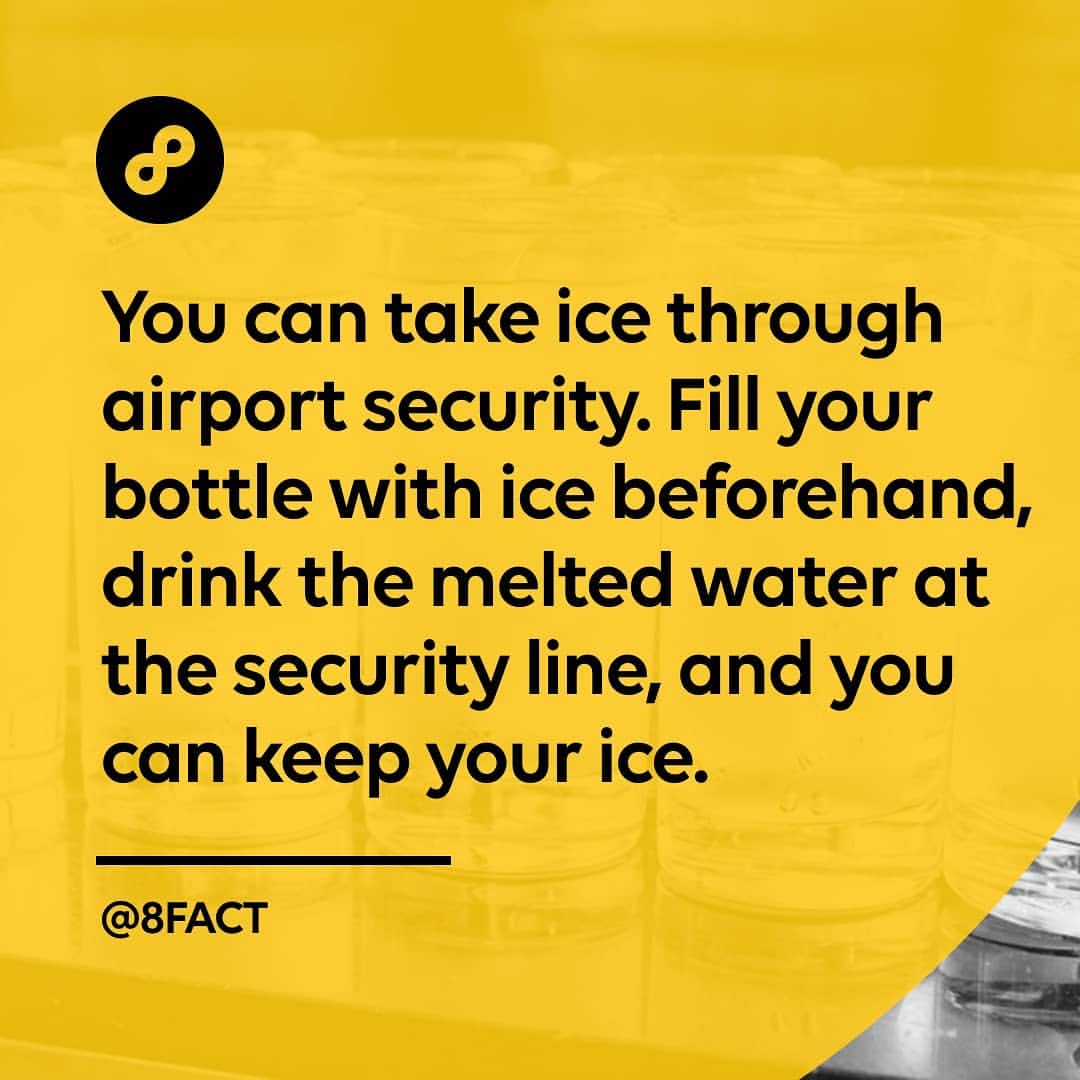 You can take ice through
airport security. Fill your
bottle with ice beforehand,
drink the melted water at
the security line, and you
can keep your ice.
@8FACT